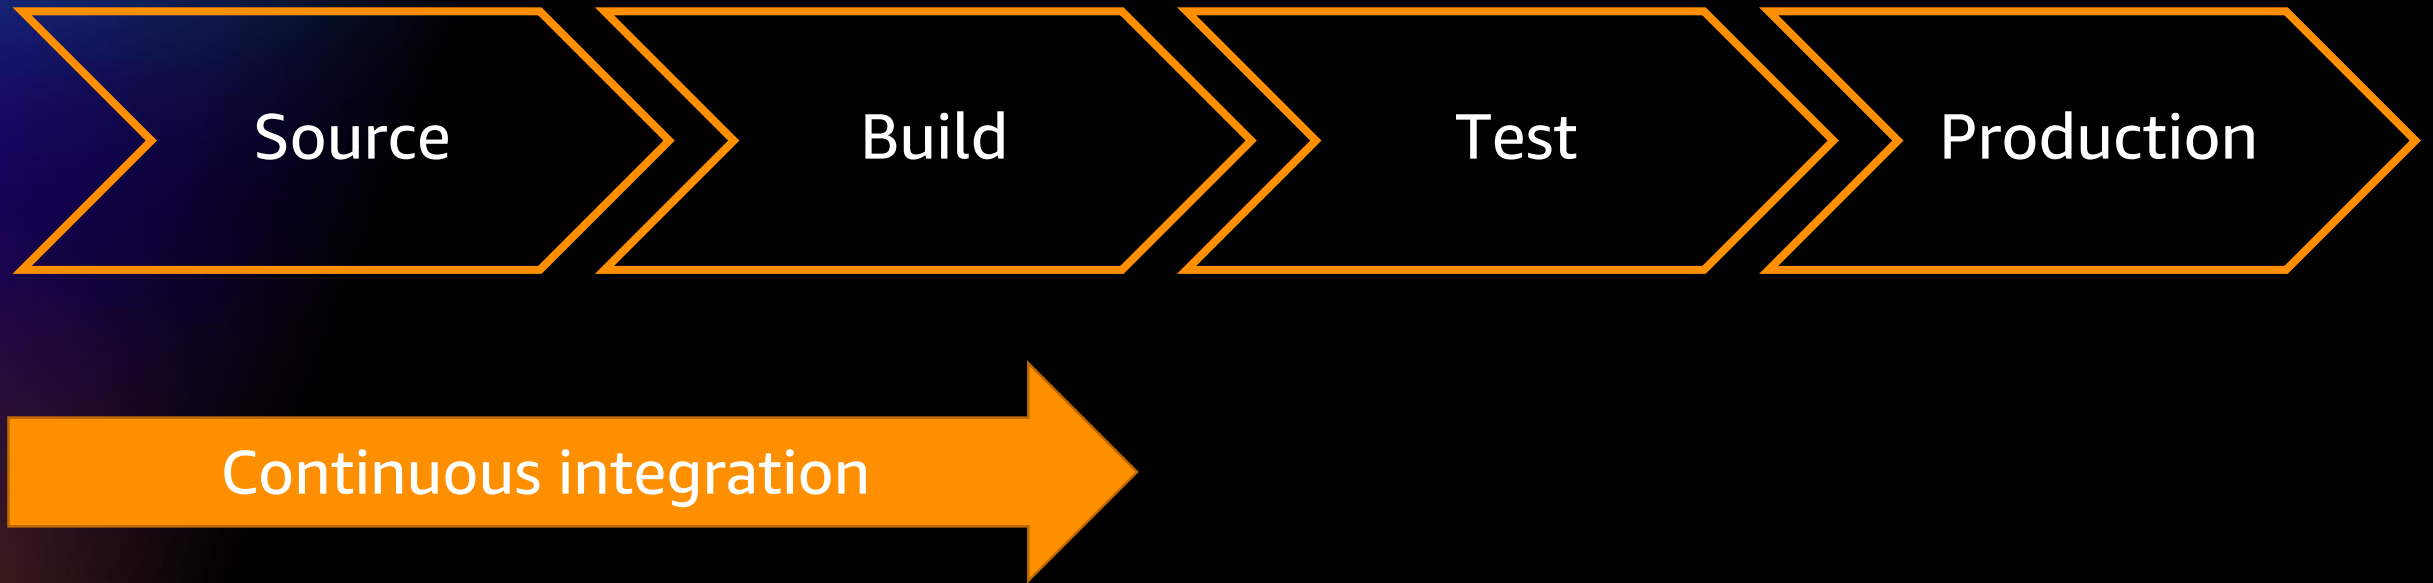 Source
Build
Test
Production
Continuous integration